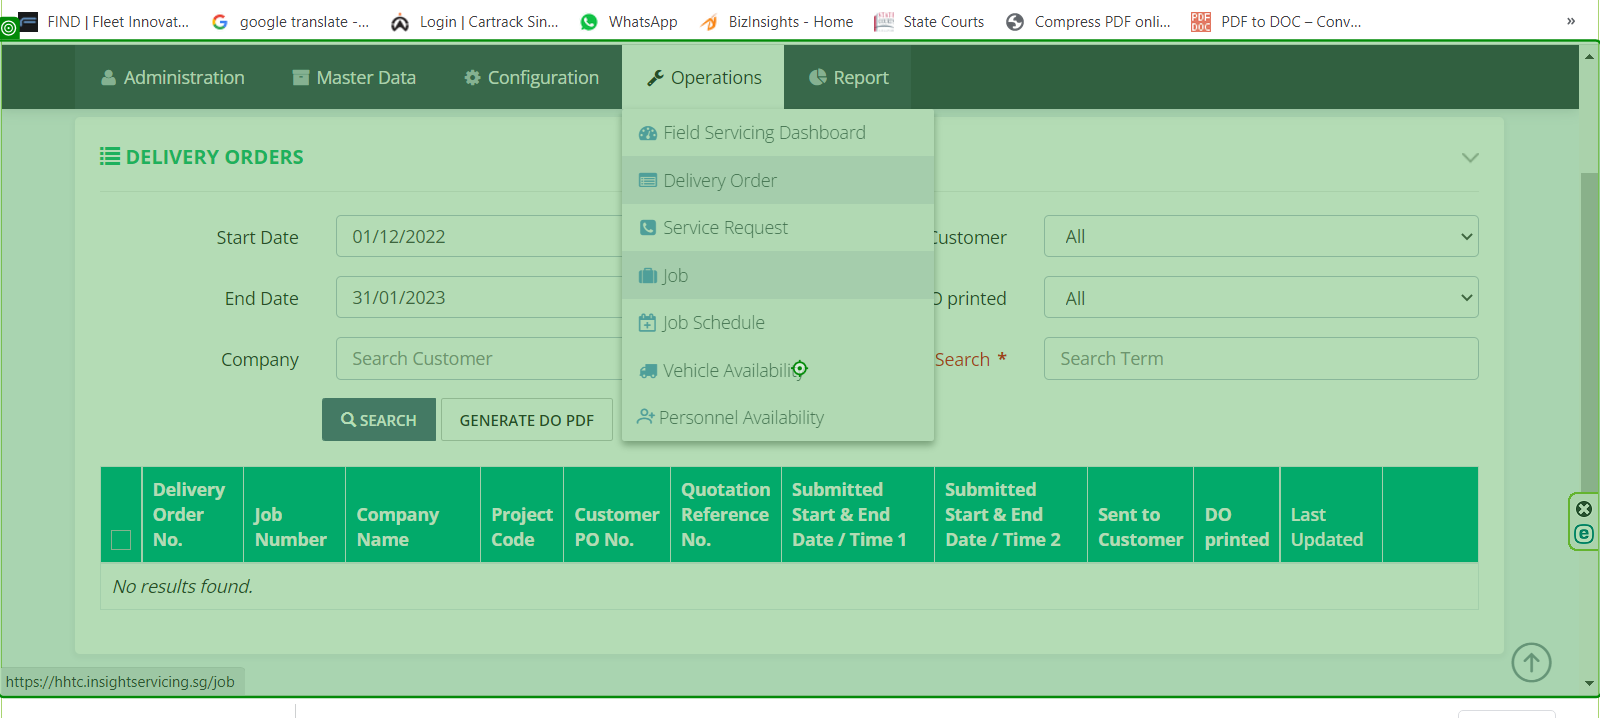 FIND | Fleet Innovat... google translate -... Login | Cartrack Sin... WhatsApp BizInsights - Home State Courts Compress PDF onli... PDF to DOC – Conv... »
Administration Master Data Configuration Operations Report
Field Servicing Dashboard
DELIVERY ORDERS
Delivery Order
Service Request
Start Date 01/12/2022 Customer All
Job
End Date 31/01/2023 O printed All
Job Schedule
Company Search Customer Search * Search Term
Vehicle Availability
Personnel Availability
SEARCH GENERATE DO PDF
Delivery Order No.
Job Number
Company Name
Project Code
Customer PO No.
Quotation Reference No.
Submitted Start & End Date / Time 1
Submitted Start & End Date / Time 2
Sent to Customer
DO printed
Last Updated
No results found.
https://hhtc.insightservicing.sg/job